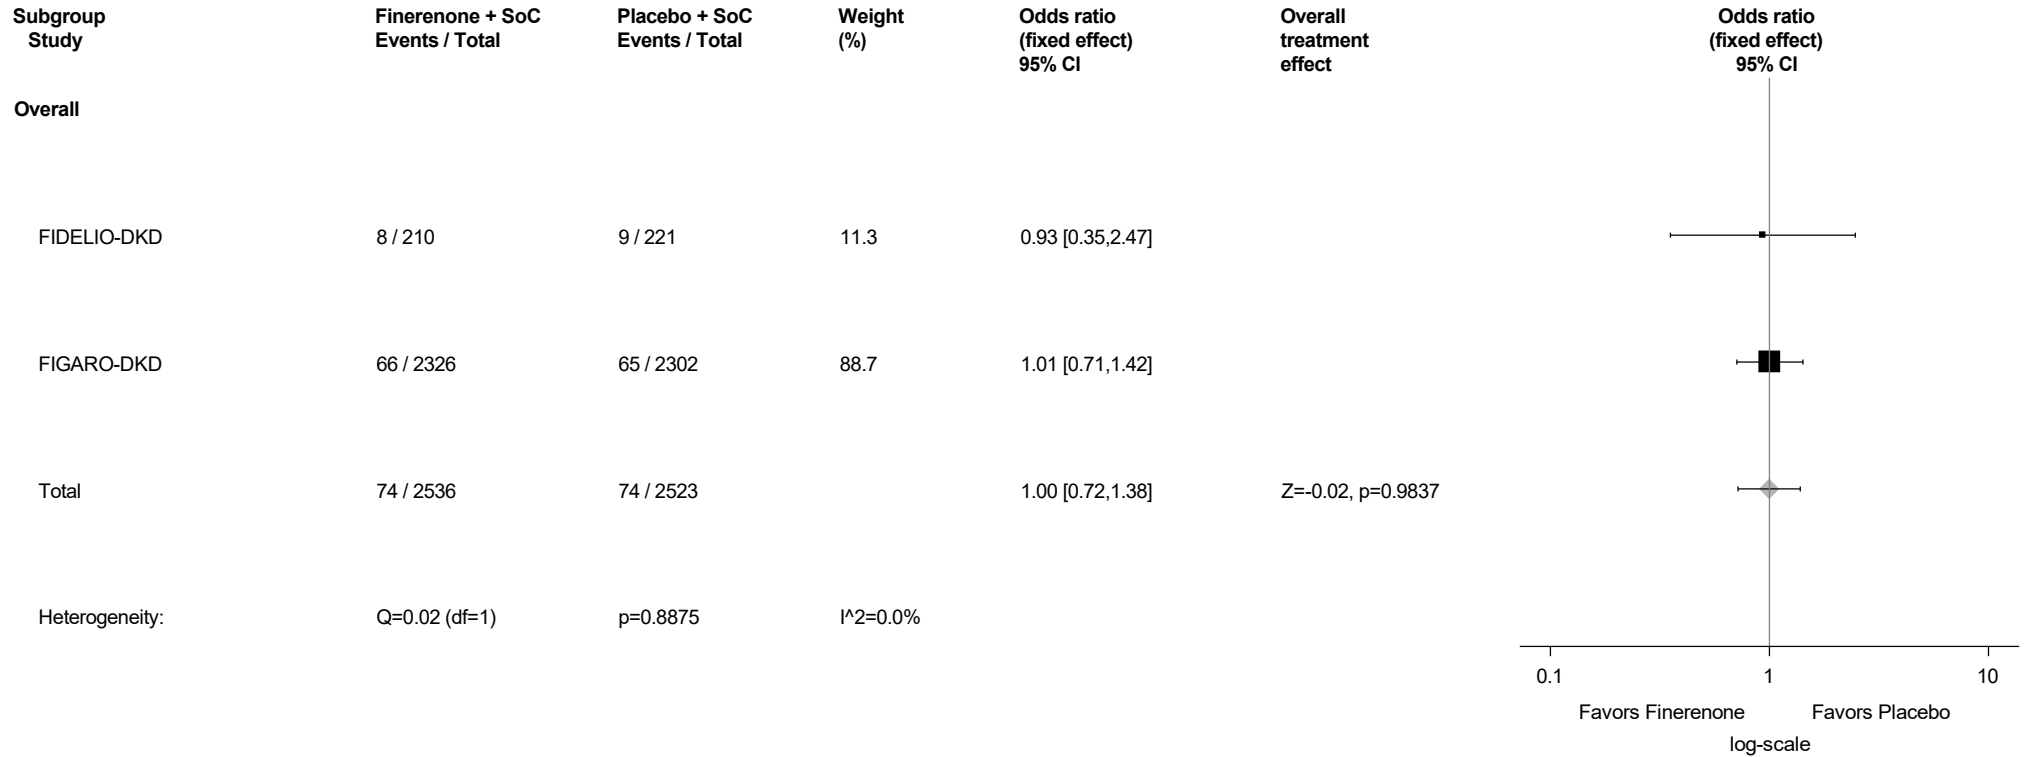 Subgroup Finerenone + SoC Placebo + SoC Weight Odds ratio Overall Odds ratio
Study Events / Total Events / Total (%) (fixed effect) treatment (fixed effect)
95% CI effect 95% CI
Overall
FIDELIO-DKD 8 / 210 9 / 221 11.3 0.93 [0.35,2.47]
FIGARO-DKD 66 / 2326 65 / 2302 88.7 1.01 [0.71,1.42]
Total 74 / 2536 74 / 2523 1.00 [0.72,1.38] Z=-0.02, p=0.9837
Heterogeneity: Q=0.02 (df=1) p=0.8875 I^2=0.0%
0.1 1 10
Favors Finerenone Favors Placebo
log-scale